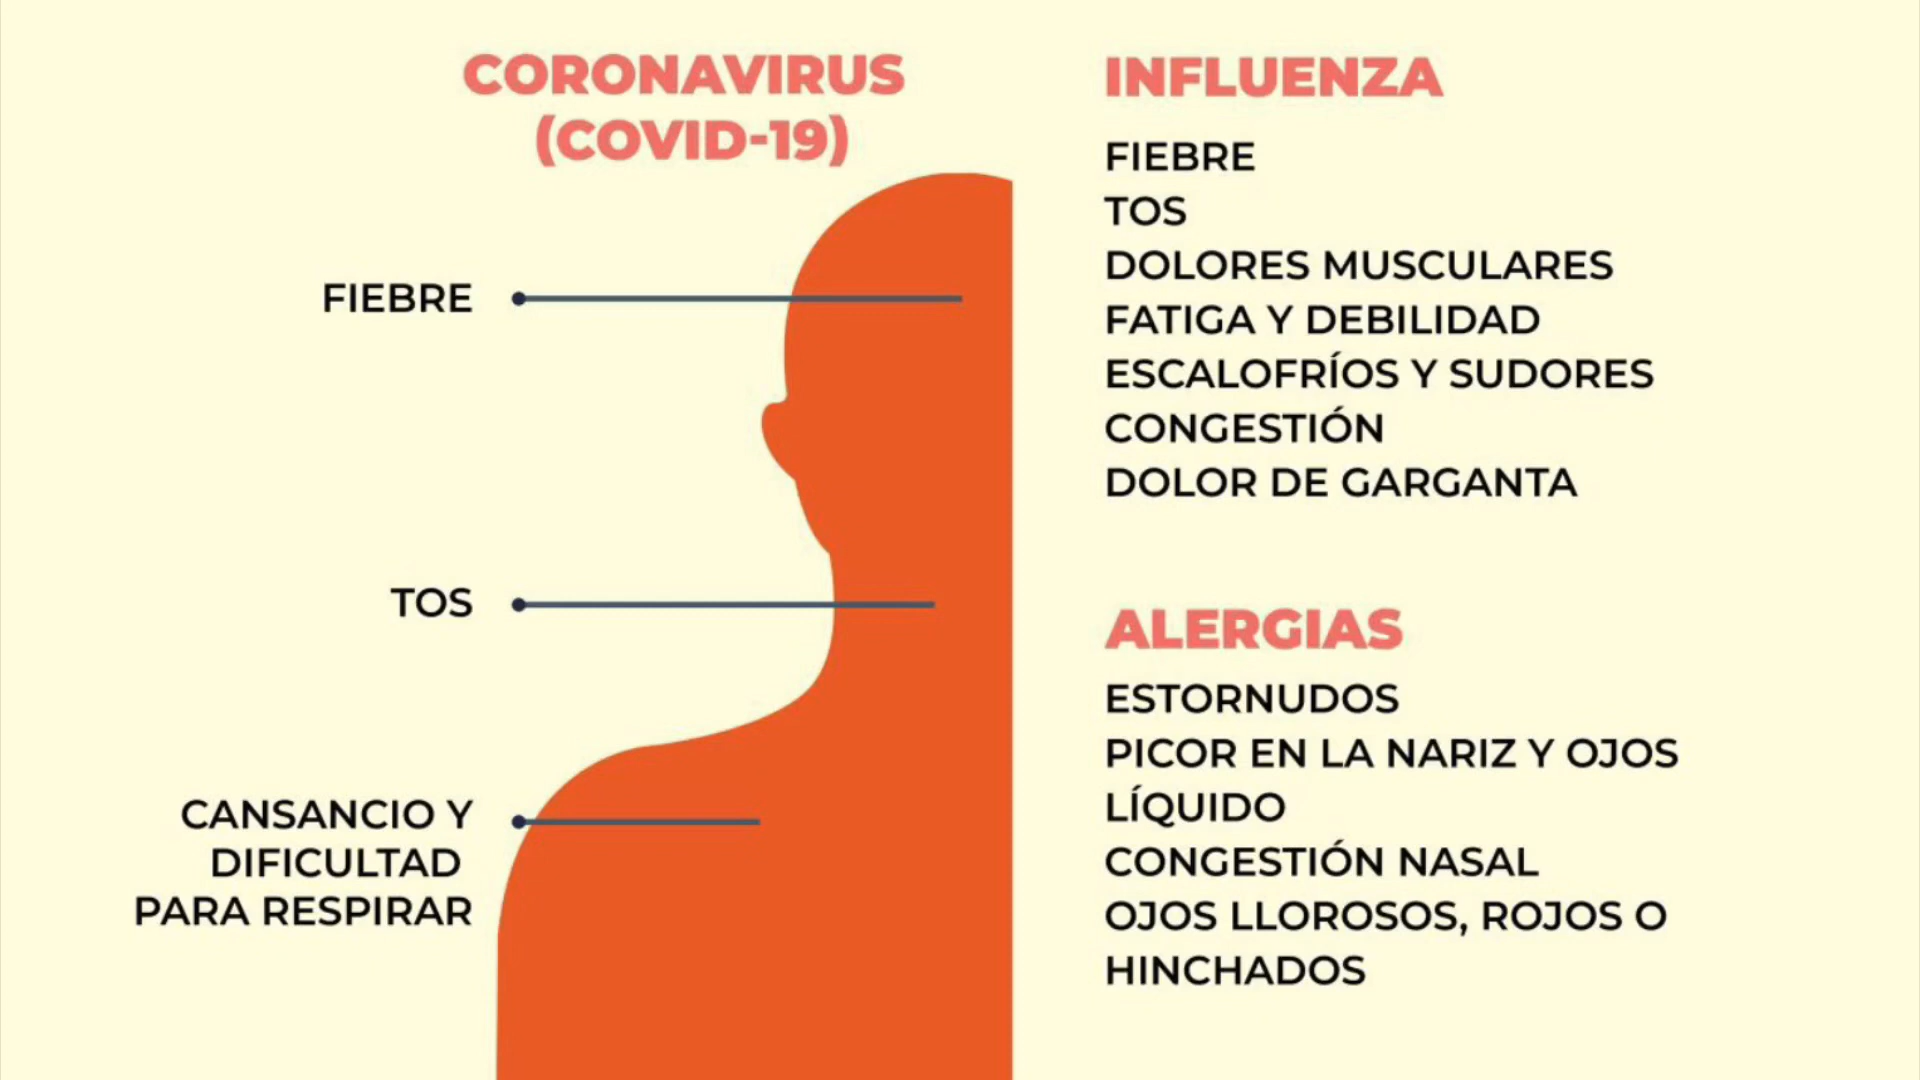 CORONAVIRUS
(COVID-19)
FIEBRE
TOS
CANSANCIO Y
DIFICULTAD
PARA RESPIRAR
INFLUENZA
FIEBRE
TOS
DOLORES MUSCULARES
FATIGA Y DEBILIDAD
ESCALOFRÍOS Y SUDORES
CONGESTIÓN
DOLOR DE GARGANTA
ALERGIAS
ESTORNUDOS
PICOR EN LA NARIZ Y OJOS
LÍQUIDO
CONGESTIÓN NASAL
OJOS LLOROSOS, ROJOS O
HINCHADOS